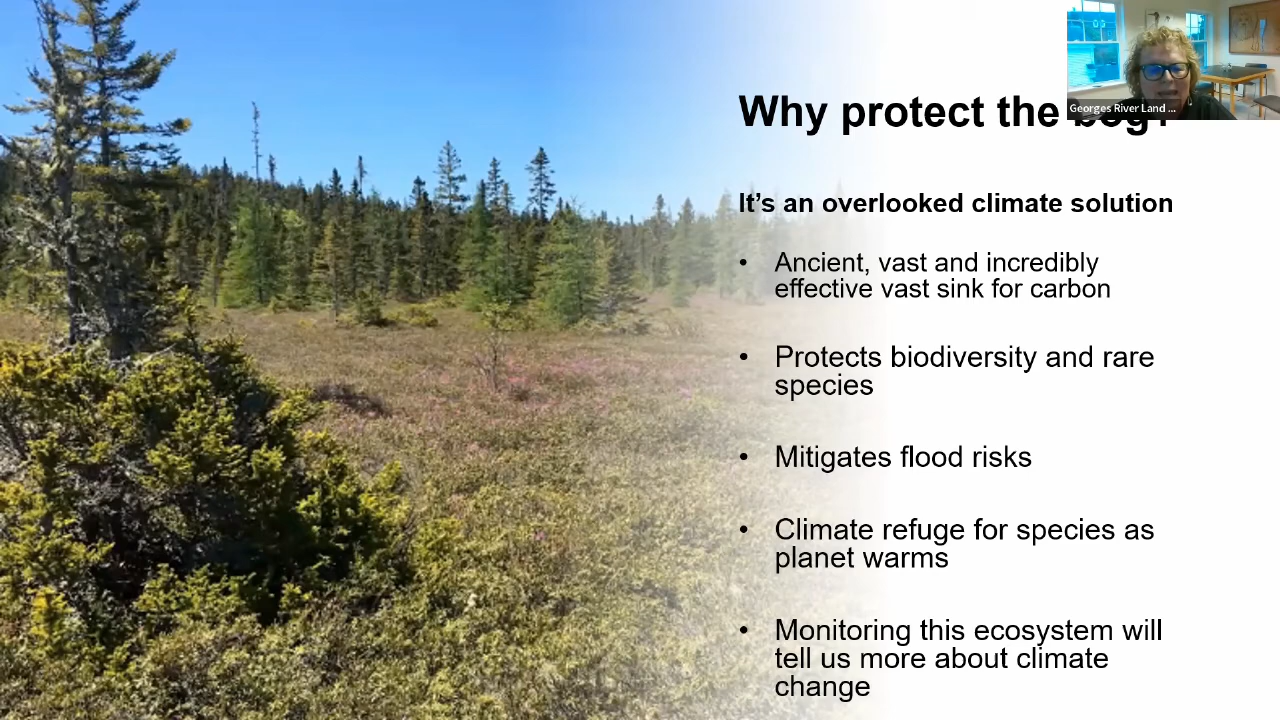 Why protect the bog?
Georges River Land ...
It's an overlooked climate solution
• Ancient, vast and incredibly
effective vast sink for carbon
• Protects biodiversity and rare
species
• Mitigates flood risks
• Climate refuge for species as
planet warms
• Monitoring this ecosystem will
tell us more about climate
change